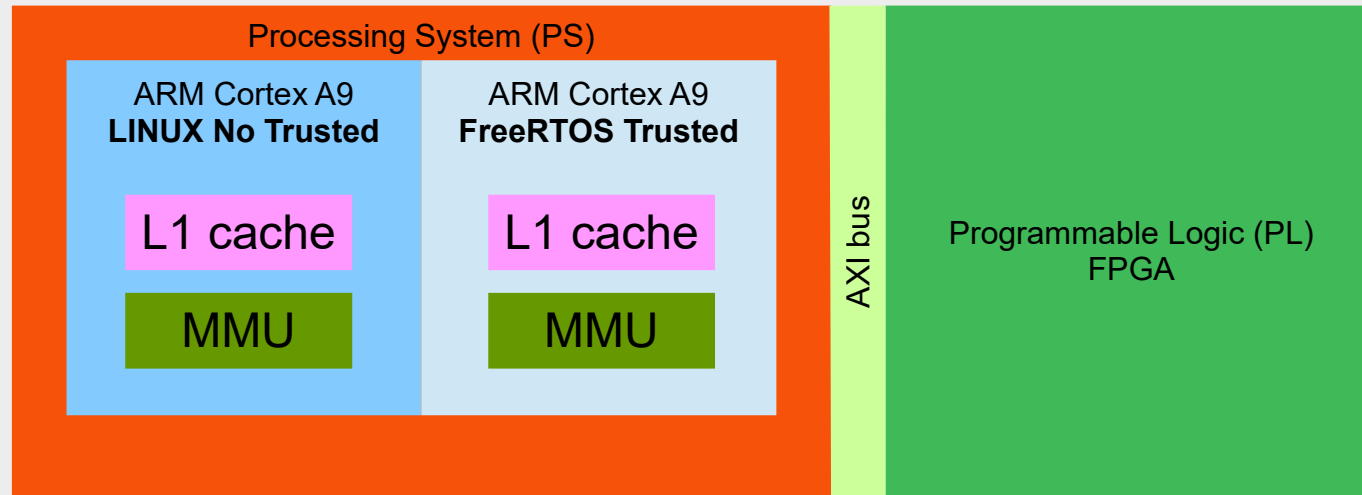 Processing System (PS)
ARM Cortex A9
LINUX No Trusted
L1 cache
MMU
ARM Cortex A9
FreeRTOS Trusted
L1 cache
MMU
AXI bus
Programmable Logic (PL)
FPGA